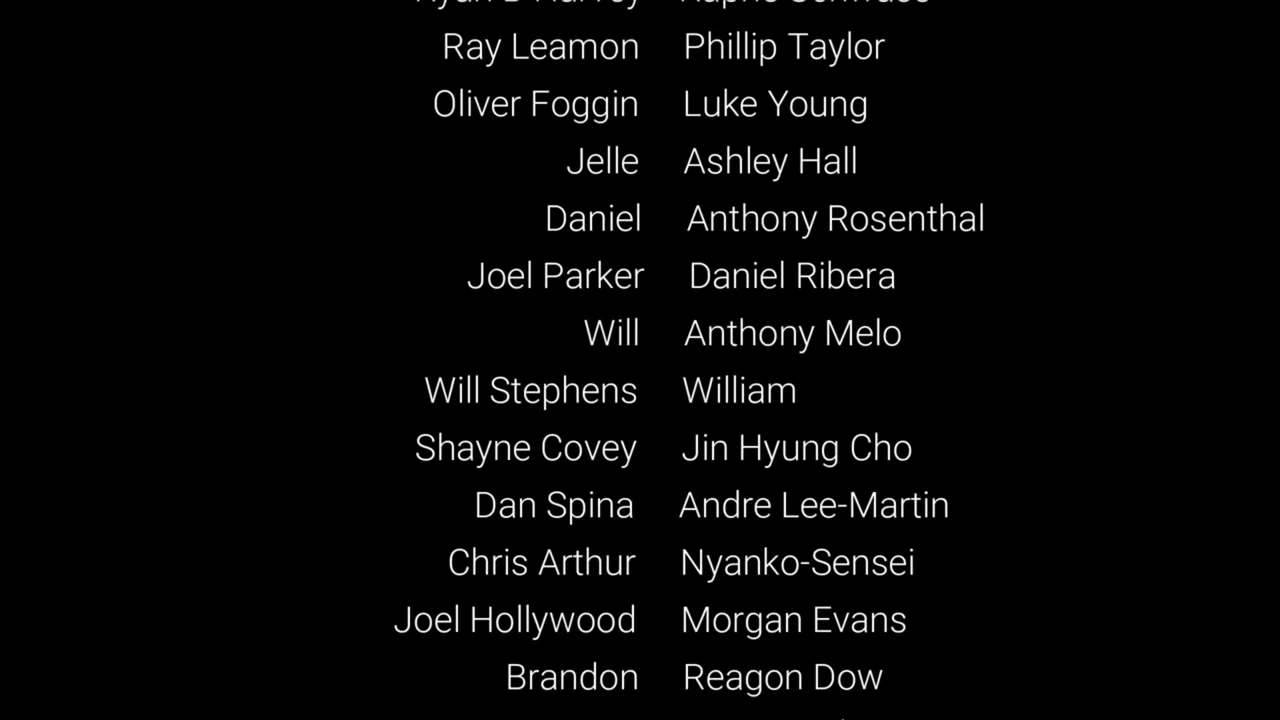 Ray Leamon Phillip Taylor
Oliver Foggin Luke Young
Jelle Ashley Hall
Daniel Anthony Rosenthal
Joel Parker Daniel Ribera
Will Anthony Melo
Will Stephens William
Shayne Covey Jin Hyung Cho
Dan Spina Andre Lee-Martin
Chris Arthur Nyanko-Sensei
Joel Hollywood Morgan Evans
Brandon Reagon Dow